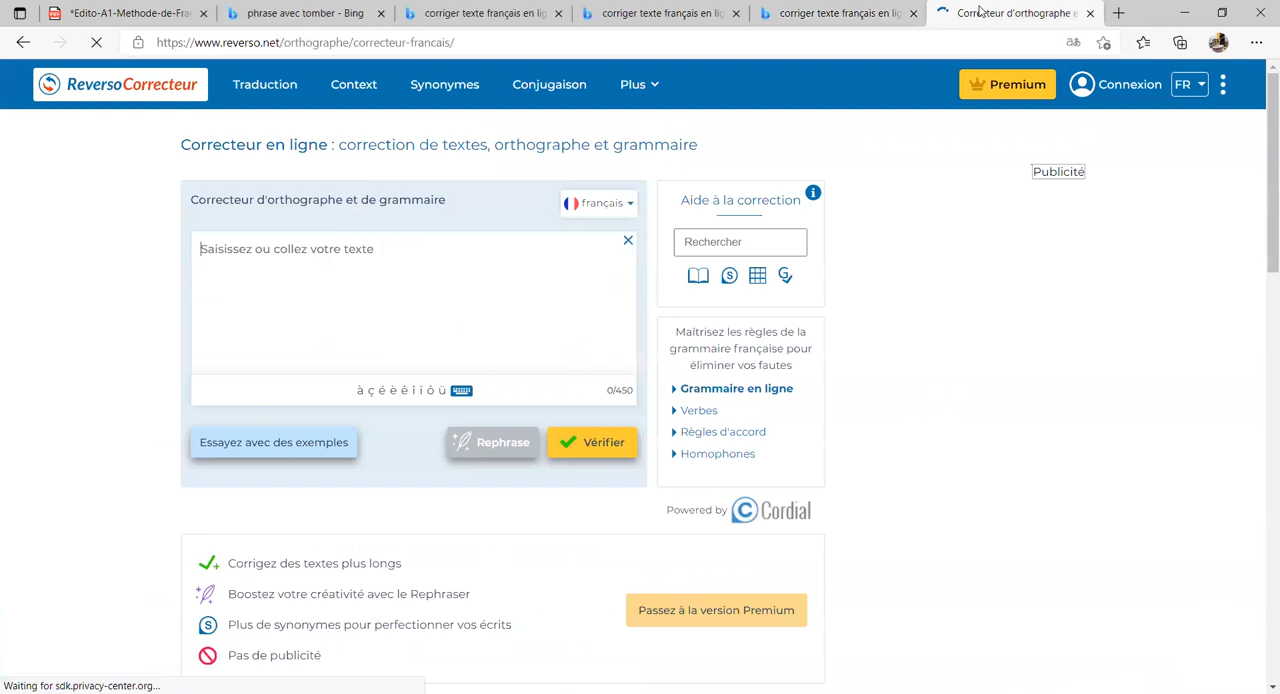 *Edito-A1-Methode-de-Fra
phrase avec tomber - Bing
corriger texte français en lig
corriger texte français en lig
corriger texte français en lig
Correcteur d'orthographe e
https://www.reverso.net/orthographe/correcteur-francais/
ReversoCorrecteur
Traduction
Context
Synonymes
Conjugaison
Plus
Premium
Connexion
FR
Correcteur en ligne : correction de textes, orthographe et grammaire
Publicité
Correcteur d'orthographe et de grammaire
français
Aide à la correction
Saisissez ou collez votre texte
Rechercher
Maîtrisez les règles de la
grammaire française pour
éliminer vos fautes
Grammaire en ligne
à ç é è ê î ï ô ü
0/450
Verbes
Règles d'accord
Essayez avec des exemples
Rephrase
Vérifier
Homophones
Powered by Cordial
Corrigez des textes plus longs
Boostez votre créativité avec le Rephraser
Passez à la version Premium
Plus de synonymes pour perfectionner vos écrits
Pas de publicité
Waiting for sdk.privacy-center.org...